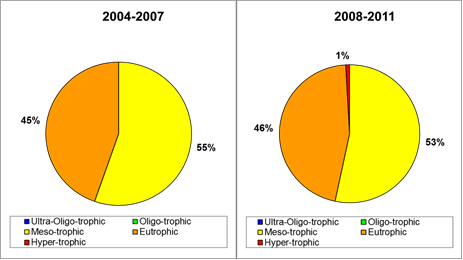 2004-2007
45%
55%
Ultra-Oligo-trophic Oligo-trophic
Meso-trophic Eutrophic
Hyper-trophic
2008-2011
1%
46%
53%
Ultra-Oligo-trophic Oligo-trophic
Meso-trophic Eutrophic
Hyper-trophic